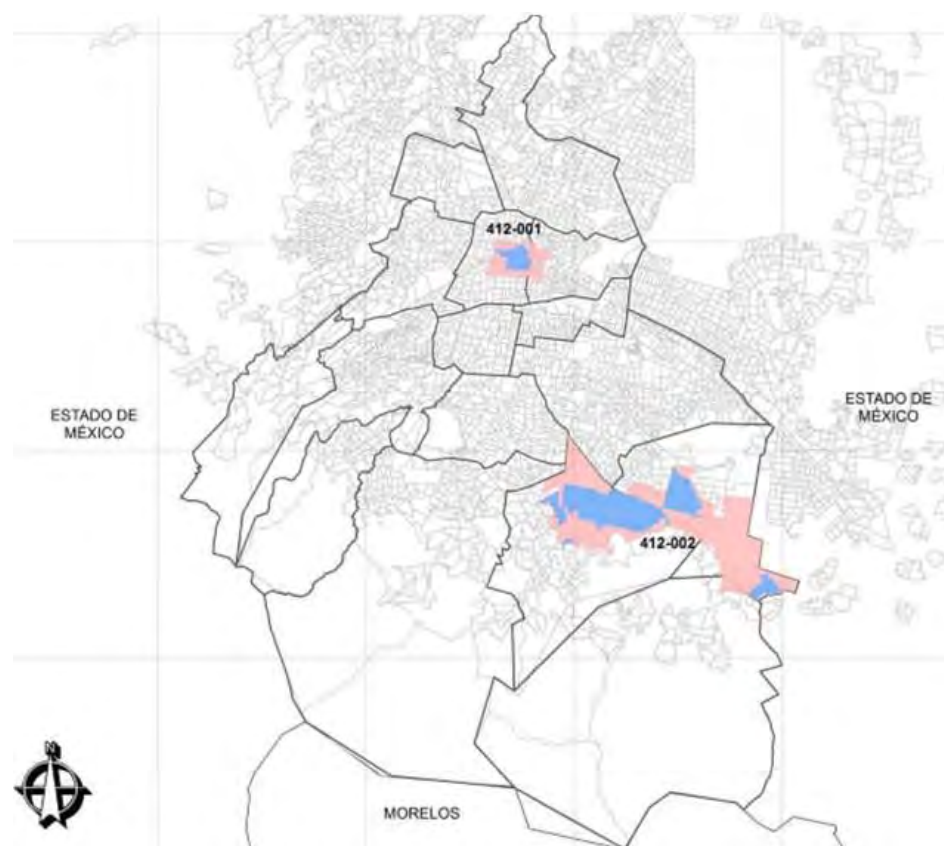 412-001
ESTADO DE
MÉXICO
ESTADO DE
MÉXICO
412-002
N
MORELOS